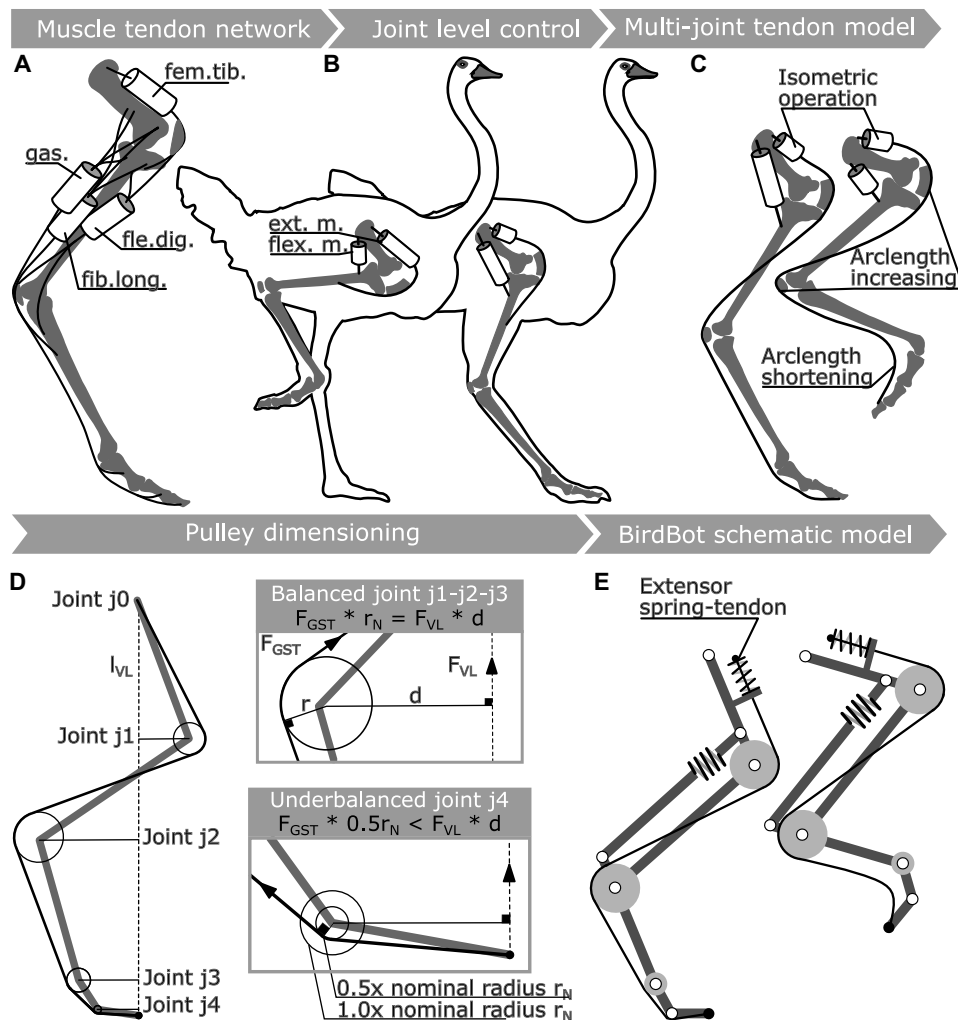 Muscle tendon network
Joint level control
Multi-joint tendon model
A
fem.tib.
gas.
fle.dig.
fib.long.
B
ext. m.
flex. m.
C
Isometric
operation
Arclength
increasing
Arclength
shortening
Pulley dimensioning
BirdBot schematic model
D
Joint j0
l_VL
Joint j1
Joint j2
Joint j3
Joint j4
Balanced joint j1-j2-j3
F_GST * r_N = F_VL * d
F_GST
F_VL
r
d
Underbalanced joint j4
F_GST * 0.5r_N < F_VL * d
0.5x nominal radius r_N
1.0x nominal radius r_N
E
Extensor
spring-tendon